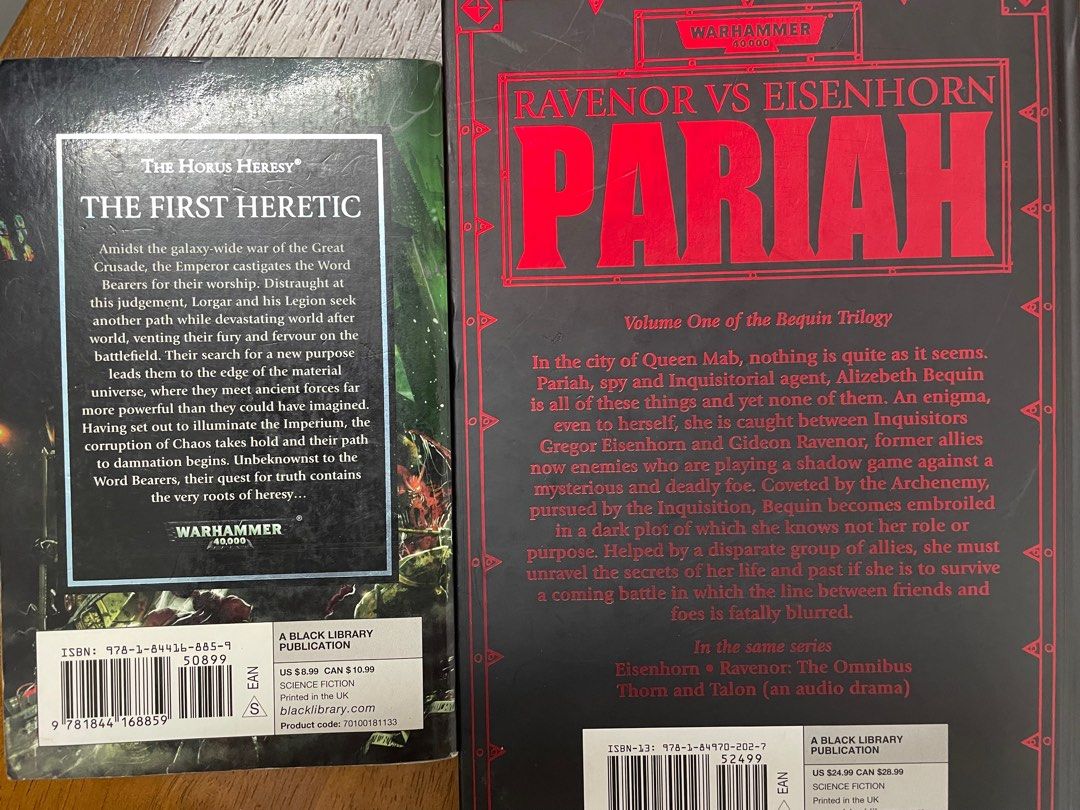 THE HORUS HERESY®
THE FIRST HERETIC
Amidst the galaxy-wide war of the Great
Crusade, the Emperor castigates the Word
Bearers for their worship. Distraught at
this judgement, Lorgar and his Legion seek
another path while devastating world after
world, venting their fury and fervour on the
battlefield. Their search for a new purpose
leads them to the edge of the material
universe, where they meet ancient forces far
more powerful than they could have imagined.
Having set out to illuminate the Imperium, the
corruption of Chaos takes hold and their path
to damnation begins. Unbeknownst to the
Word Bearers, their quest for truth contains
the very roots of heresy...
WARHAMMER ®
40,000
ISBN: 978-1-84416-885-9
50899
9 781844 168859
EAN
S
A BLACK LIBRARY
PUBLICATION
US $8.99 CAN $10.99
SCIENCE FICTION
Printed in the UK
blacklibrary.com
Product code: 70100181133
WARHAMMER
40,000
RAVENOR VS EISENHORN
PARIAH
Volume One of the Bequin Trilogy
In the city of Queen Mab, nothing is quite as it seems.
Pariah, spy and Inquisitorial agent, Alizebeth Bequin
is all of these things and yet none of them. An enigma,
even to herself, she is caught between Inquisitors
Gregor Eisenhorn and Gideon Ravenor, former allies
now enemies who are playing a shadow game against a
mysterious and deadly foe. Coveted by the Archenemy,
pursued by the Inquisition, Bequin becomes embroiled
in a dark plot of which she knows not her role or
purpose. Helped by a disparate group of allies, she must
unravel the secrets of her life and past if she is to survive
a coming battle in which the line between friends and
foes is fatally blurred.
In the same series
Eisenhorn • Ravenor: The Omnibus
Thorn and Talon (an audio drama)
ISBN-13: 978-1-84970-202-7
52499
EAN
A BLACK LIBRARY
PUBLICATION
US $24.99 CAN $28.99
SCIENCE FICTION